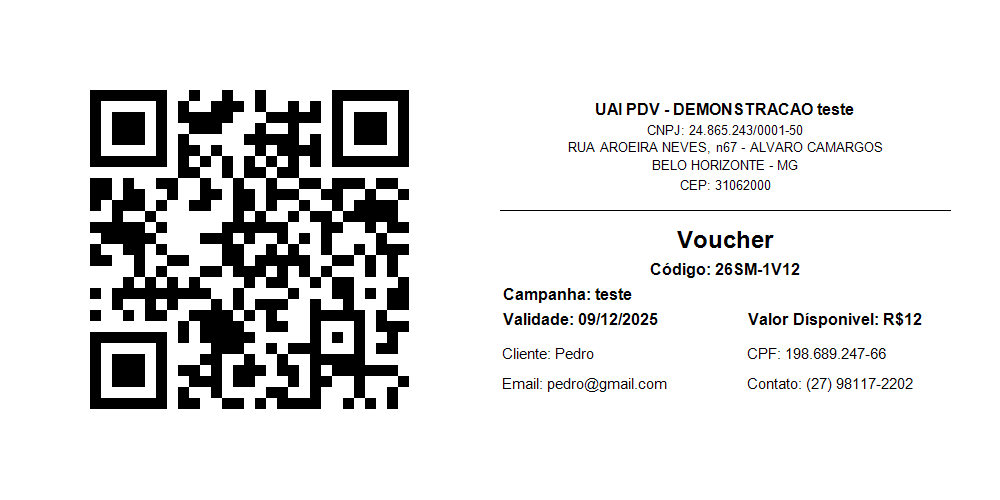 UAI PDV - DEMONSTRACAO teste
CNPJ: 24.865.243/0001-50
RUA AROEIRA NEVES, n67 - ALVARO CAMARGOS
BELO HORIZONTE - MG
CEP: 31062000
Voucher
Código: 26SM-1V12
Campanha: teste
Validade: 09/12/2025 Valor Dísponivel: R$12
Cliente: Pedro CPF: 198.689.247-66
Email: pedro@gmail.com Contato: (27) 98117-2202